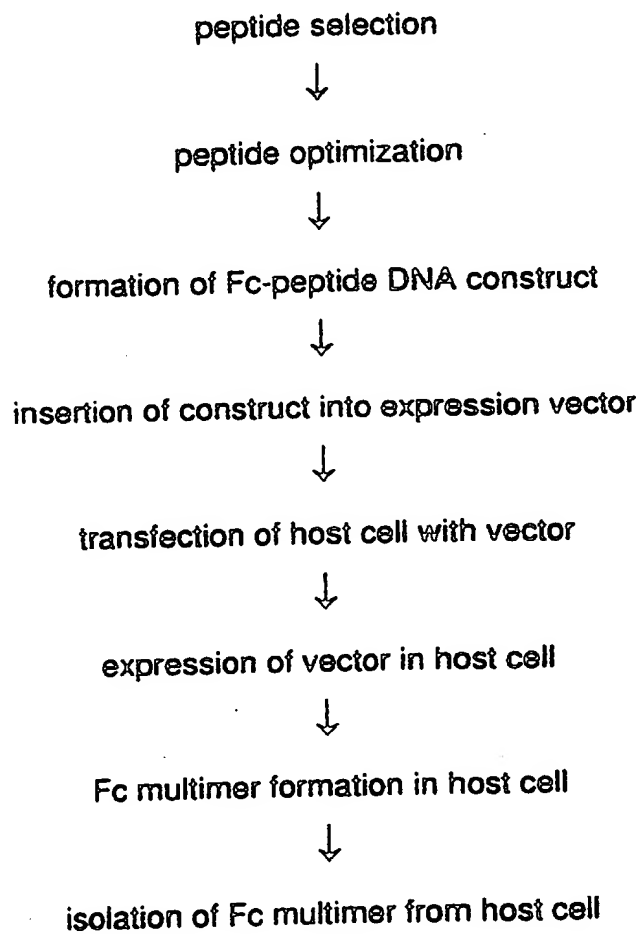 peptide selection
↓
peptide optimization
↓
formation of Fc-peptide DNA construct
↓
insertion of construct into expression vector
↓
transfection of host cell with vector
↓
expression of vector in host cell
↓
Fc multimer formation in host cell
↓
isolation of Fc multimer from host cell